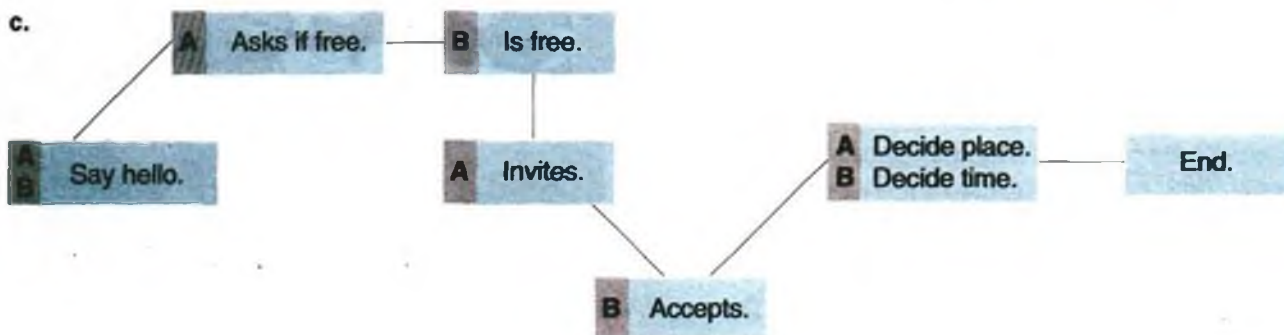 c.
A Asks if free.
B Is free.
A
B Say hello.
A Invites.
A Decide place.
B Decide time.
End.
B Accepts.